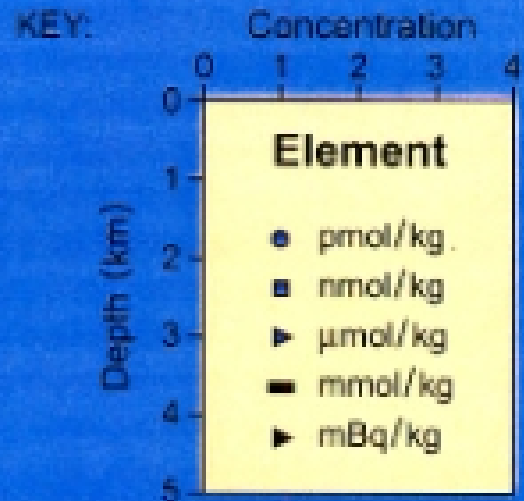 KEY:
Concentration
0 1 2 3 4
Depth (km)
0
1
2
3
4
5
Element
pmol/kg
nmol/kg
μmol/kg
mmol/kg
mBq/kg